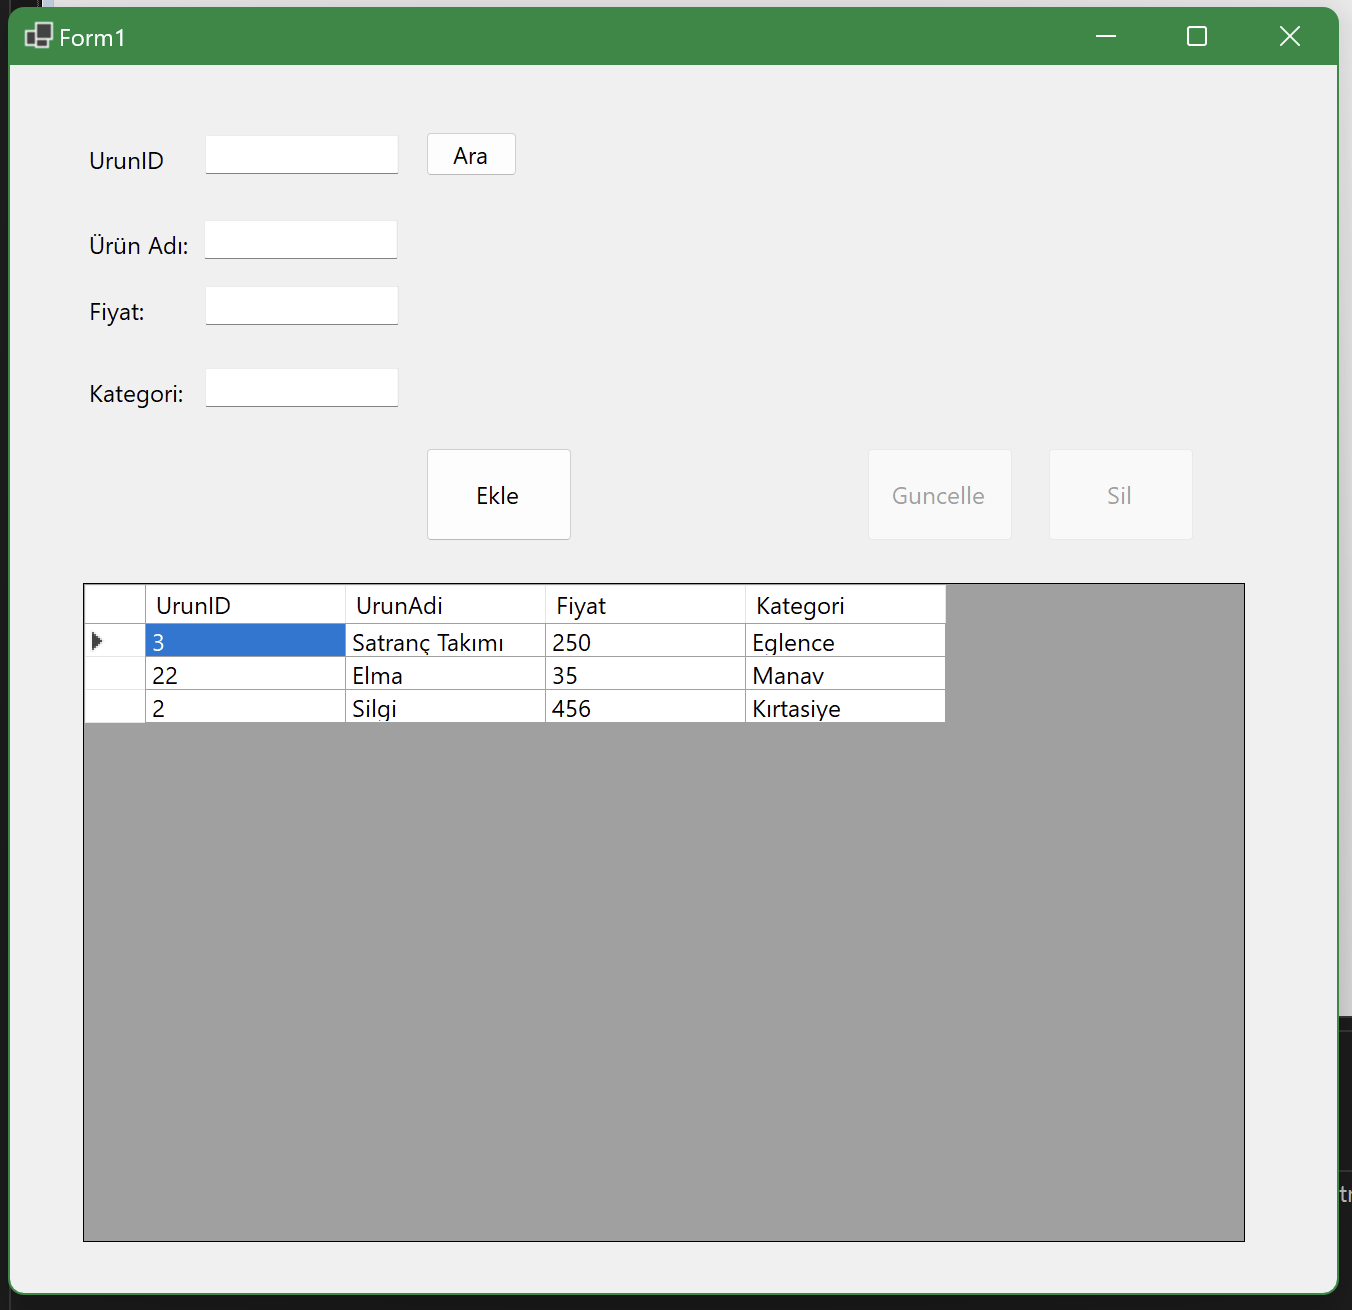 Form1
UrunID Ara
Ürün Adı:
Fiyat:
Kategori:
Ekle Guncelle Sil
UrunID UrunAdi Fiyat Kategori
3 Satranç Takımı 250 Eglence
22 Elma 35 Manav
2 Silgi 456 Kırtasiye